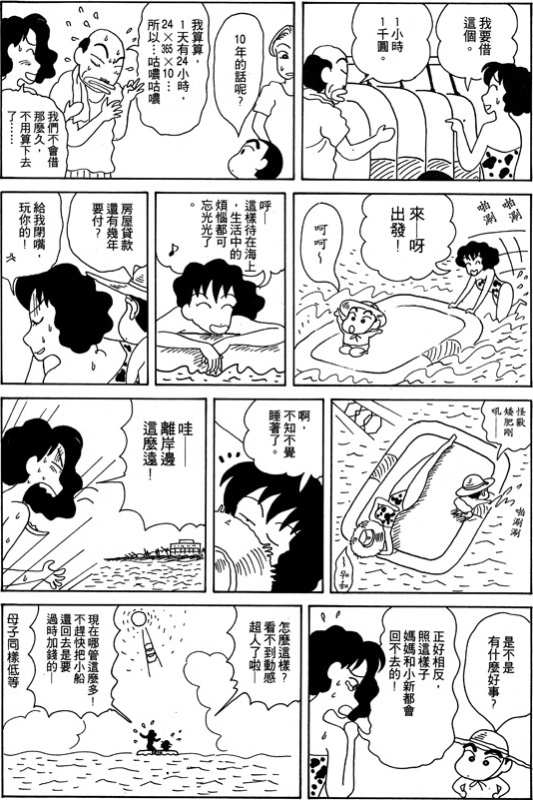 我要借
這個。
1小時
1千圓。
10年的話呢？
我算算，
1天有24小時，
24×365×10…
所以…咕噥咕噥
我們不會借
那麼久，
不用算下去
了……
啪
唰
啪
唰
來─呀
出發！
呵呵～
呼─
這樣待在海上
，生活中的
煩惱都可
忘光光了
。
房屋貸款
還有幾年
要付？
給我閉嘴，
玩你的！
怪獸
矮肥剛
吼─
啪
唰
唰
啊，
不知不覺
睡著了。
哇─
離岸邊
這麼遠！
是不是
有什麼好事？
正好相反，
照這樣子
媽媽和小新都會
回不去的！
怎麼這樣？
看不到動感
超人了啦─
現在哪管這麼多！
不趕快把小船
還回去是要
過時加錢的─
母子同樣低等